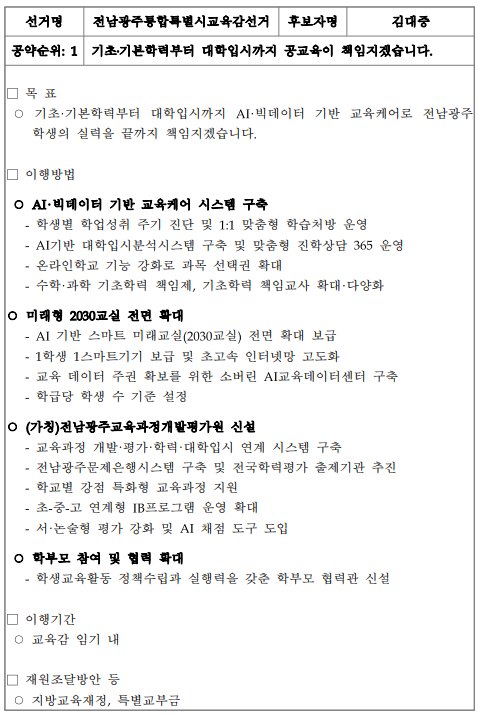 선거명 전남광주통합특별시교육감선거 후보자명 김대중
공약순위: 1 기초·기본학력부터 대학입시까지 공교육이 책임지겠습니다.
□ 목 표
○ 기초·기본학력부터 대학입시까지 AI·빅데이터 기반 교육케어로 전남광주
학생의 실력을 끝까지 책임지겠습니다.
□ 이행방법
○ AI·빅데이터 기반 교육케어 시스템 구축
- 학생별 학업성취 주기 진단 및 1:1 맞춤형 학습처방 운영
- AI기반 대학입시분석시스템 구축 및 맞춤형 진학상담 365 운영
- 온라인학교 기능 강화로 과목 선택권 확대
- 수학·과학 기초학력 책임제, 기초학력 책임교사 확대·다양화
○ 미래형 2030교실 전면 확대
- AI 기반 스마트 미래교실(2030교실) 전면 확대 보급
- 1학생 1스마트기기 보급 및 초고속 인터넷망 고도화
- 교육 데이터 주권 확보를 위한 소버린 AI교육데이터센터 구축
- 학급당 학생 수 기준 설정
○ (가칭)전남광주교육과정개발평가원 신설
- 교육과정 개발·평가·학력·대학입시 연계 시스템 구축
- 전남광주문제은행시스템 구축 및 전국학력평가 출제기관 추진
- 학교별 강점 특화형 교육과정 지원
- 초-중-고 연계형 IB프로그램 운영 확대
- 서·논술형 평가 강화 및 AI 채점 도구 도입
○ 학부모 참여 및 협력 확대
- 학생교육활동 정책수립과 실행력을 갖춘 학부모 협력관 신설
□ 이행기간
○ 교육감 임기 내
□ 재원조달방안 등
○ 지방교육재정, 특별교부금